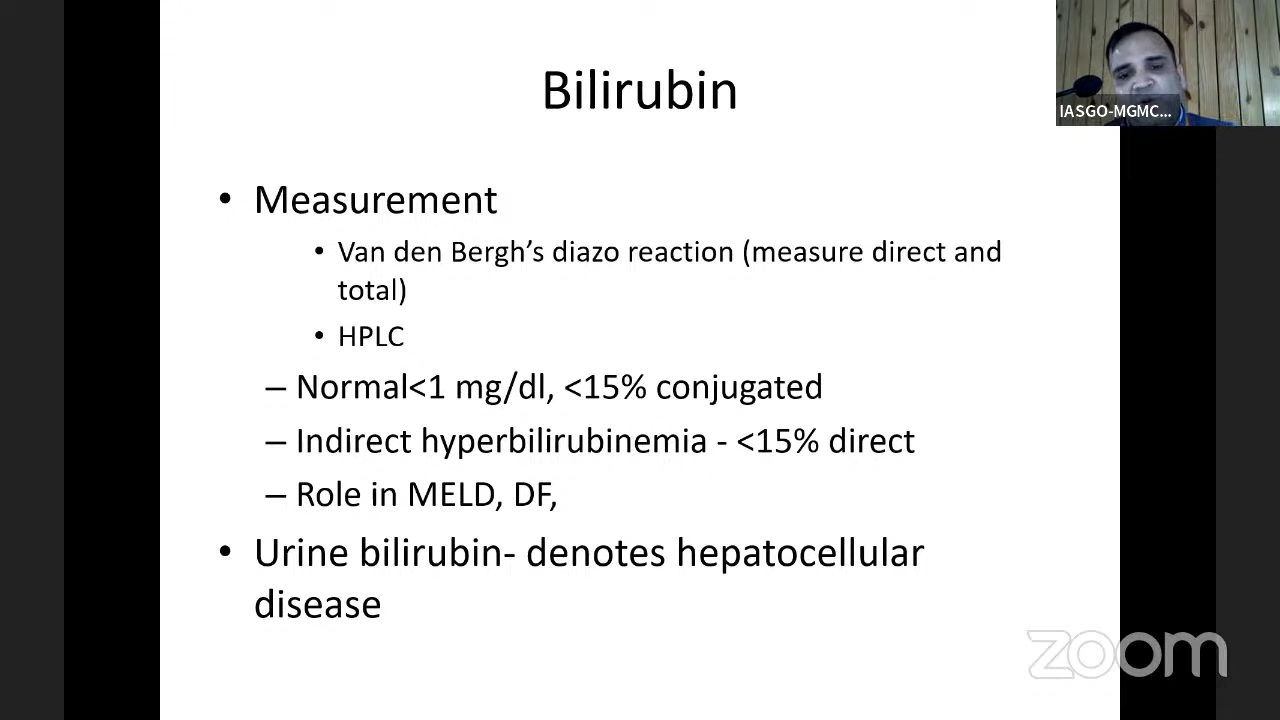 Bilirubin
IASGO-MGMC...
• Measurement
• Van den Bergh’s diazo reaction (measure direct and
total)
• HPLC
– Normal<1 mg/dl, <15% conjugated
– Indirect hyperbilirubinemia - <15% direct
– Role in MELD, DF,
• Urine bilirubin- denotes hepatocellular
disease
zoom